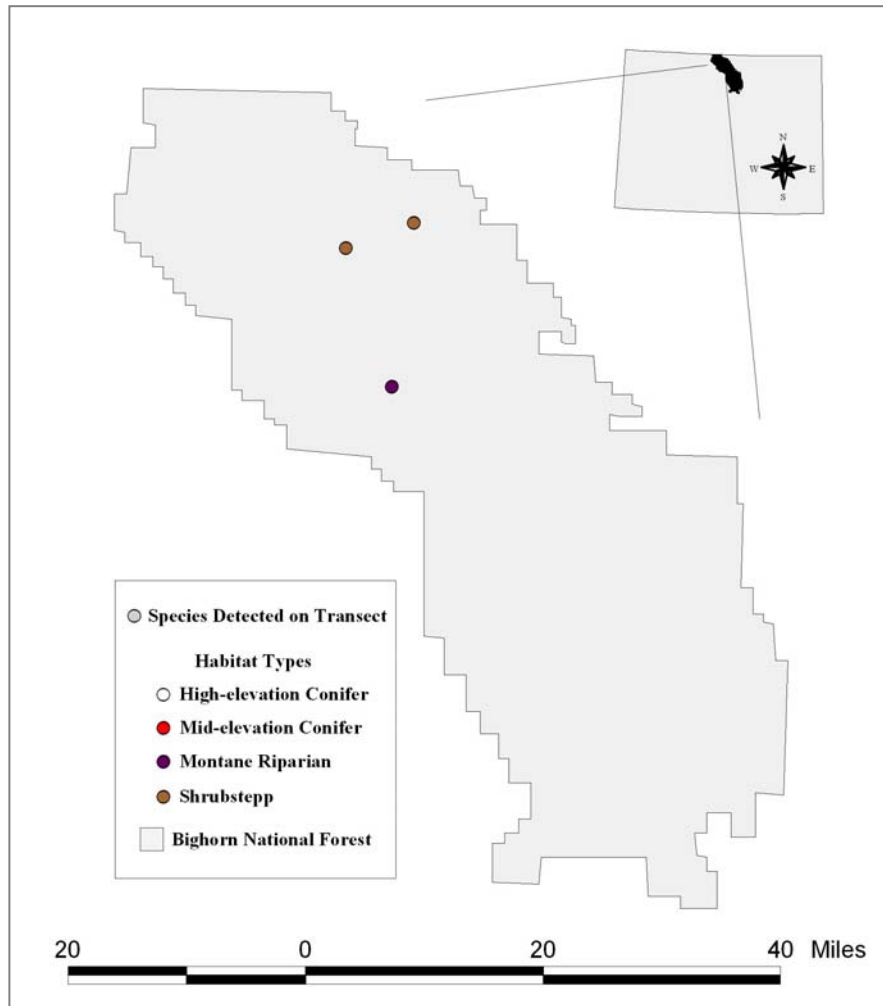 N
W E
S
Species Detected on Transect
Habitat Types
High-elevation Conifer
Mid-elevation Conifer
Montane Riparian
Shrubstepp
Bighorn National Forest
20 0 20 40 Miles